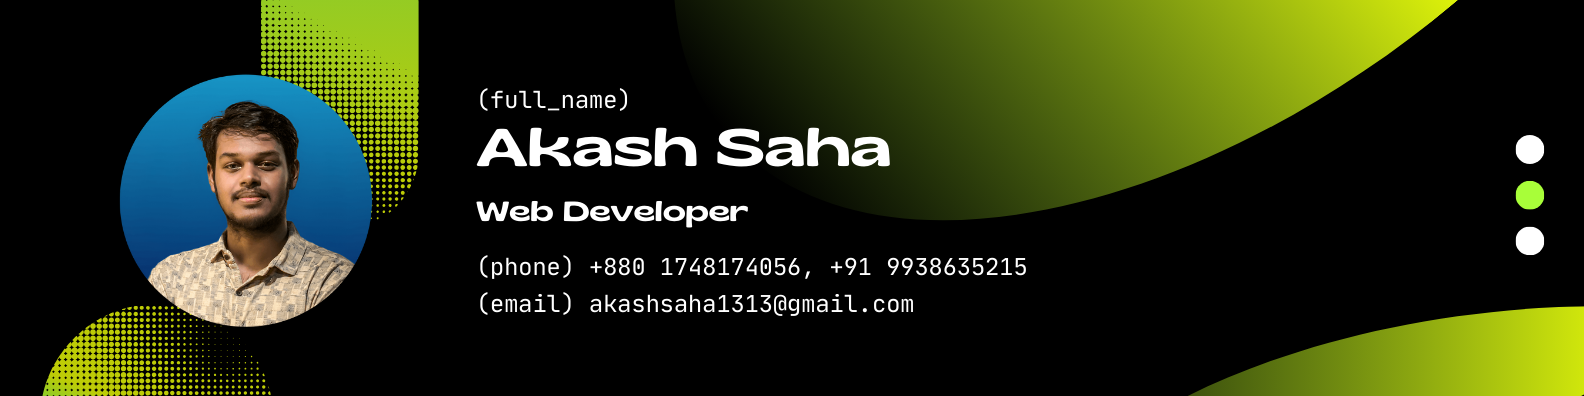 (full_name)
Akash Saha
Web Developer
(phone) +880 1748174056, +91 9938635215
(email) akashsaha1313@gmail.com